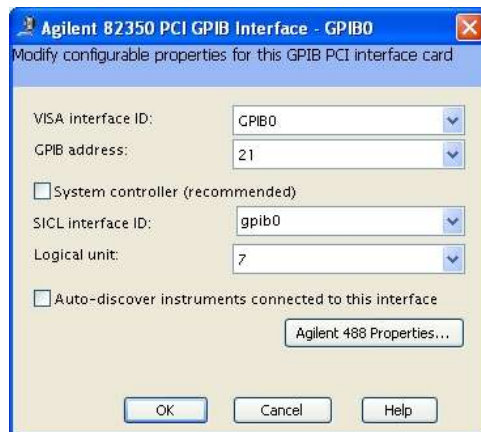 Agilent 82350 PCI GPIB Interface - GPIB0
Modify configurable properties for this GPIB PCI interface card
VISA interface ID: GPIB0
GPIB address: 21
System controller (recommended)
SICL interface ID: gpib0
Logical unit: 7
Auto-discover instruments connected to this interface
Agilent 488 Properties...
OK Cancel Help